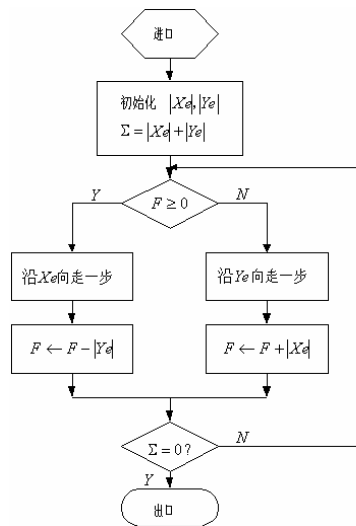 进口
初始化 |Xe|,|Ye|
Σ=|Xe|+|Ye|
F≥0
Y
N
沿Xe向走一步
沿Ye向走一步
F←F-|Ye|
F←F+|Xe|
Σ=0?
N
Y
出口